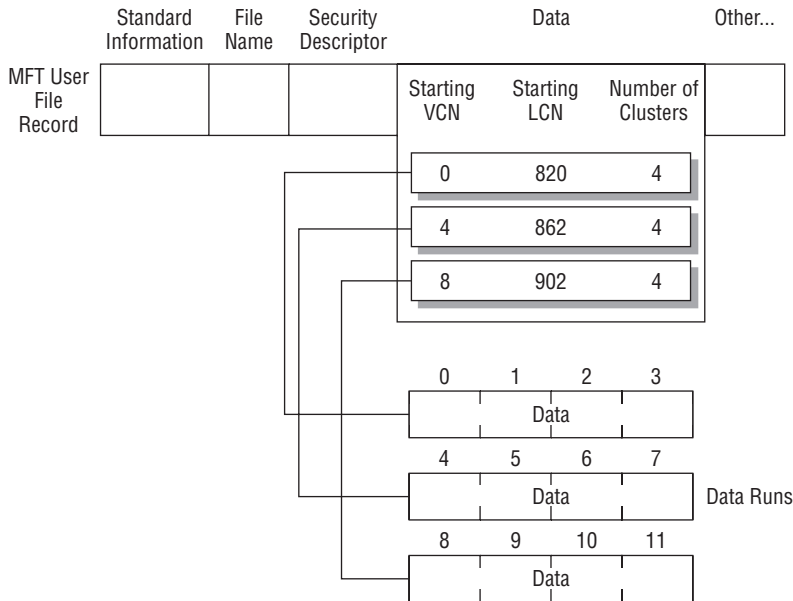 Standard Information
File Name
Security Descriptor
Data
Other...
MFT User File Record
Starting VCN
Starting LCN
Number of Clusters
0 820 4
4 862 4
8 902 4
0 1 2 3
Data
4 5 6 7
Data
Data Runs
8 9 10 11
Data